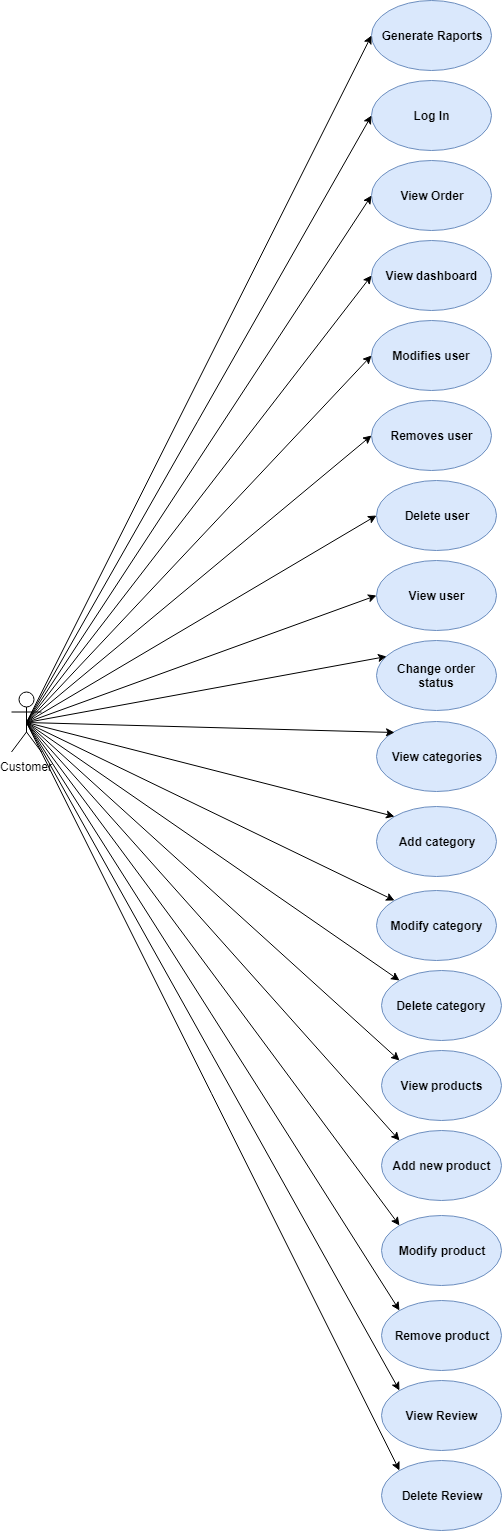 Generate Raports
Log In
View Order
View dashboard
Modifies user
Removes user
Delete user
View user
Change order
status
Customer
View categories
Add category
Modify category
Delete category
View products
Add new product
Modify product
Remove product
View Review
Delete Review